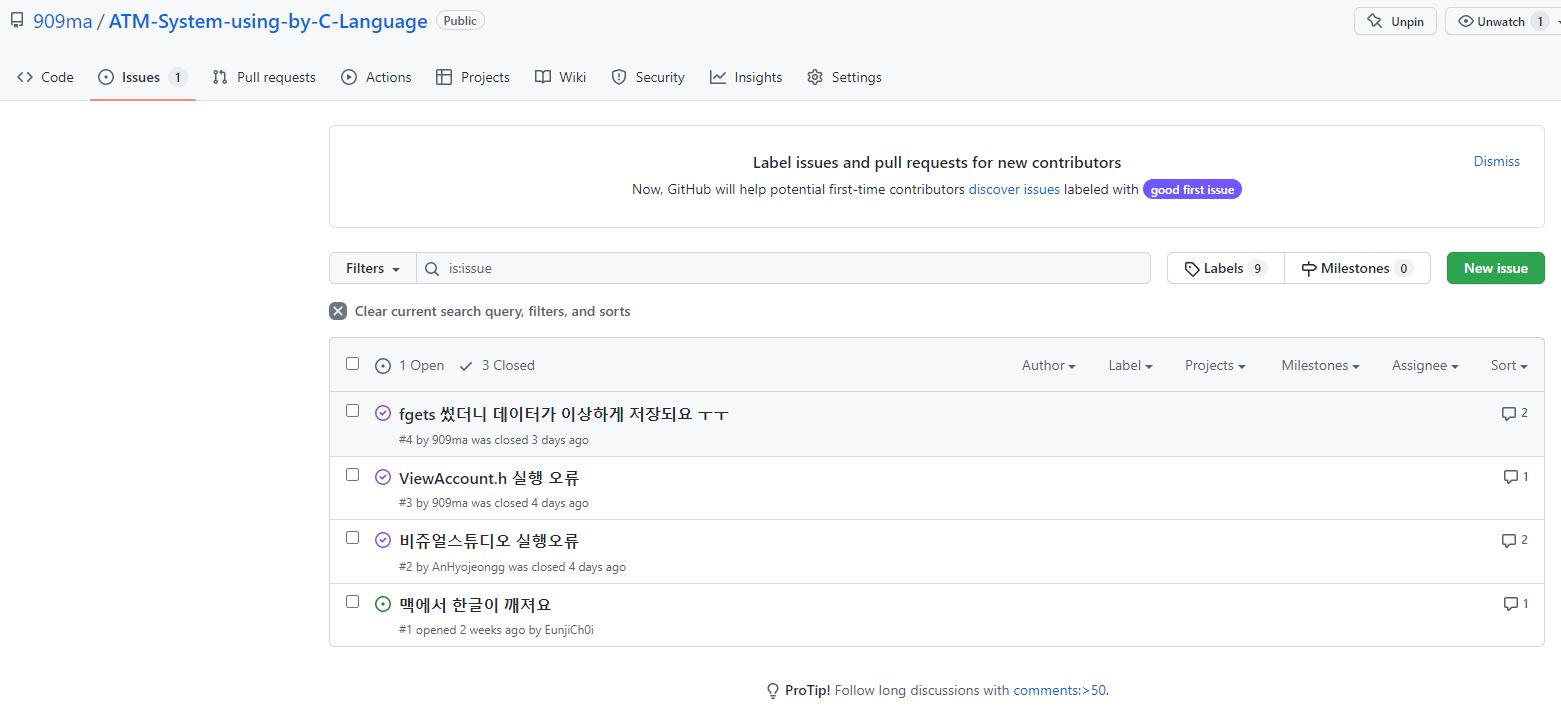 909ma / ATM-System-using-by-C-Language Public Unpin Unwatch 1
Code Issues 1 Pull requests Actions Projects Wiki Security Insights Settings
Label issues and pull requests for new contributors Dismiss
Now, GitHub will help potential first-time contributors discover issues labeled with good first issue
Filters is:issue Labels 9 Milestones 0 New issue
Clear current search query, filters, and sorts
1 Open 3 Closed Author Label Projects Milestones Assignee Sort
fgets 썼더니 데이터가 이상하게 저장되요 ㅜㅜ 2
#4 by 909ma was closed 3 days ago
ViewAccount.h 실행 오류 1
#3 by 909ma was closed 4 days ago
비쥬얼스튜디오 실행오류 2
#2 by AnHyojeongg was closed 4 days ago
맥에서 한글이 깨져요 1
#1 opened 2 weeks ago by EunjiCh0i
ProTip! Follow long discussions with comments:>50.